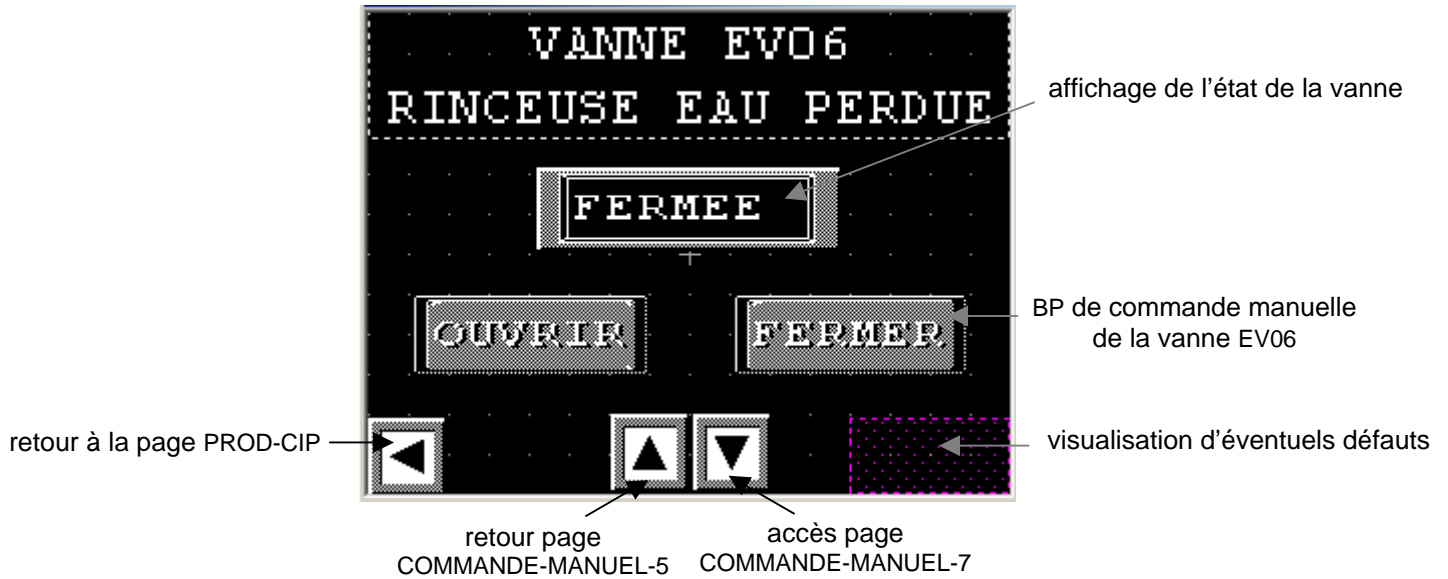 VANNE EV06
RINCEUSE EAU PERDUE
affichage de l'état de la vanne
FERMEE
OUVRIR
FERMER
BP de commande manuelle
de la vanne EV06
retour à la page PROD-CIP
visualisation d'éventuels défauts
retour page
COMMANDE-MANUEL-5
accès page
COMMANDE-MANUEL-7